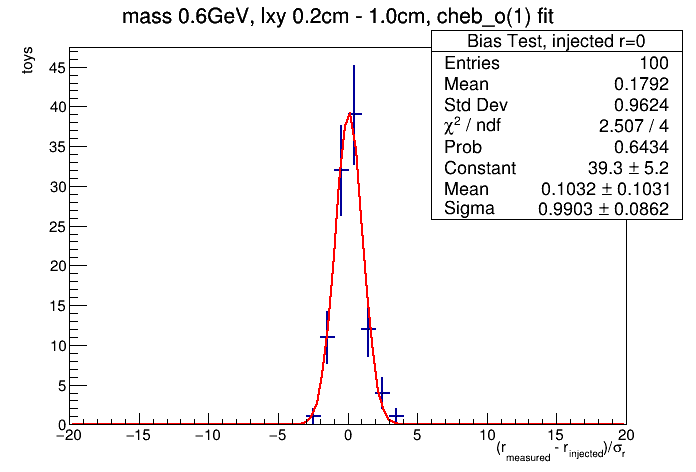 mass 0.6GeV, lxy 0.2cm - 1.0cm, cheb_o(1) fit
Bias Test, injected r=0
Entries 100
Mean 0.1792
Std Dev 0.9624
χ² / ndf 2.507 / 4
Prob 0.6434
Constant 39.3 ± 5.2
Mean 0.1032 ± 0.1031
Sigma 0.9903 ± 0.0862
toys
45
40
35
30
25
20
15
10
5
0
−20 −15 −10 −5 0 5 10 15 20
(r_measured - r_injected)/σ_r